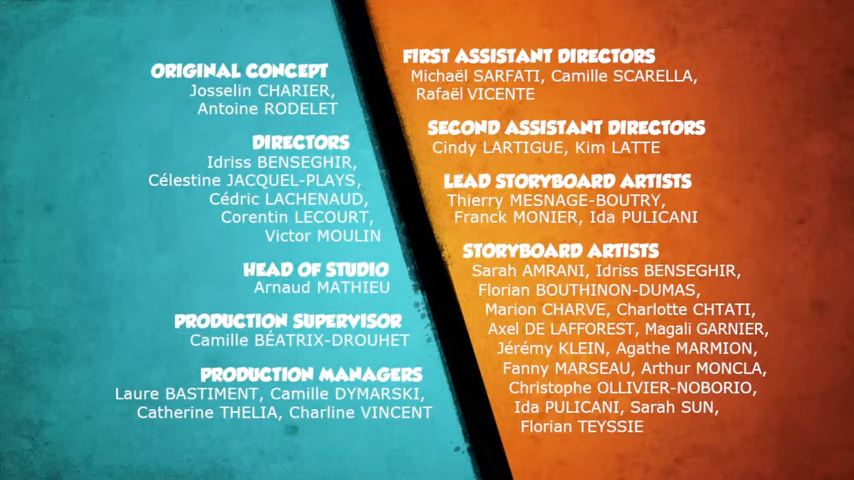 ORIGINAL CONCEPT
Josselin CHARIER,
Antoine RODELET
DIRECTORS
Idriss BENSEGHIR,
Célestine JACQUEL-PLAYS,
Cédric LACHENAUD,
Corentin LECOURT,
Victor MOULIN
HEAD OF STUDIO
Arnaud MATHIEU
PRODUCTION SUPERVISOR
Camille BÉATRIX-DROUHET
PRODUCTION MANAGERS
Laure BASTIMENT, Camille DYMARSKI,
Catherine THELIA, Charline VINCENT
FIRST ASSISTANT DIRECTORS
Michaël SARFATI, Camille SCARELLA,
Rafaël VICENTE
SECOND ASSISTANT DIRECTORS
Cindy LARTIGUE, Kim LATTE
LEAD STORYBOARD ARTISTS
Thierry MESNAGE-BOUTRY,
Franck MONIER, Ida PULICANI
STORYBOARD ARTISTS
Sarah AMRANI, Idriss BENSEGHIR,
Florian BOUTHINON-DUMAS,
Marion CHARVE, Charlotte CHTATI,
Axel DE LAFFOREST, Magali GARNIER,
Jérémy KLEIN, Agathe MARMION,
Fanny MARSEAU, Arthur MONCLA,
Christophe OLLIVIER-NOBORIO,
Ida PULICANI, Sarah SUN,
Florian TEYSSIE